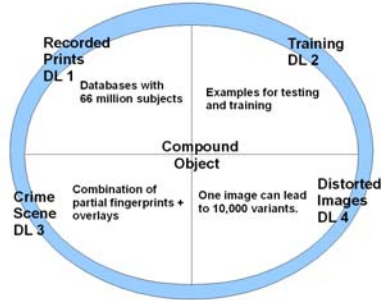 Recorded
Prints
DL 1
Databases with
66 million subjects
Training
DL 2
Examples for testing
and training
Compound
Object
Crime
Scene
DL 3
Combination of
partial fingerprints +
overlays
One image can lead
to 10,000 variants.
Distorted
Images
DL 4